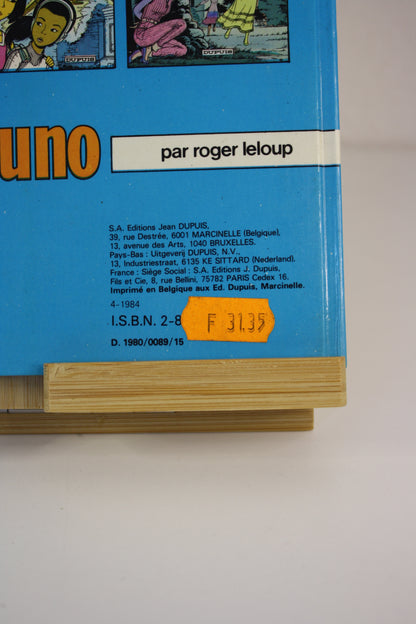 DUPUIS
DUPUIS
uno
par roger leloup
S.A. Editions Jean DUPUIS,
39, rue Destrée, 6001 MARCINELLE (Belgique),
13, avenue des Arts, 1040 BRUXELLES.
Pays-Bas : Uitgeverij DUPUIS, N.V.,
13, Industriestraat, 6135 KE SITTARD (Nederland).
France : Siège Social : S.A. Editions J. Dupuis,
Fils et Cie, 8, rue Bellini, 75782 PARIS Cedex 16.
Imprimé en Belgique aux Ed. Dupuis, Marcinelle.
4-1984
I.S.B.N. 2-8
F 31.35
D. 1980/0089/15